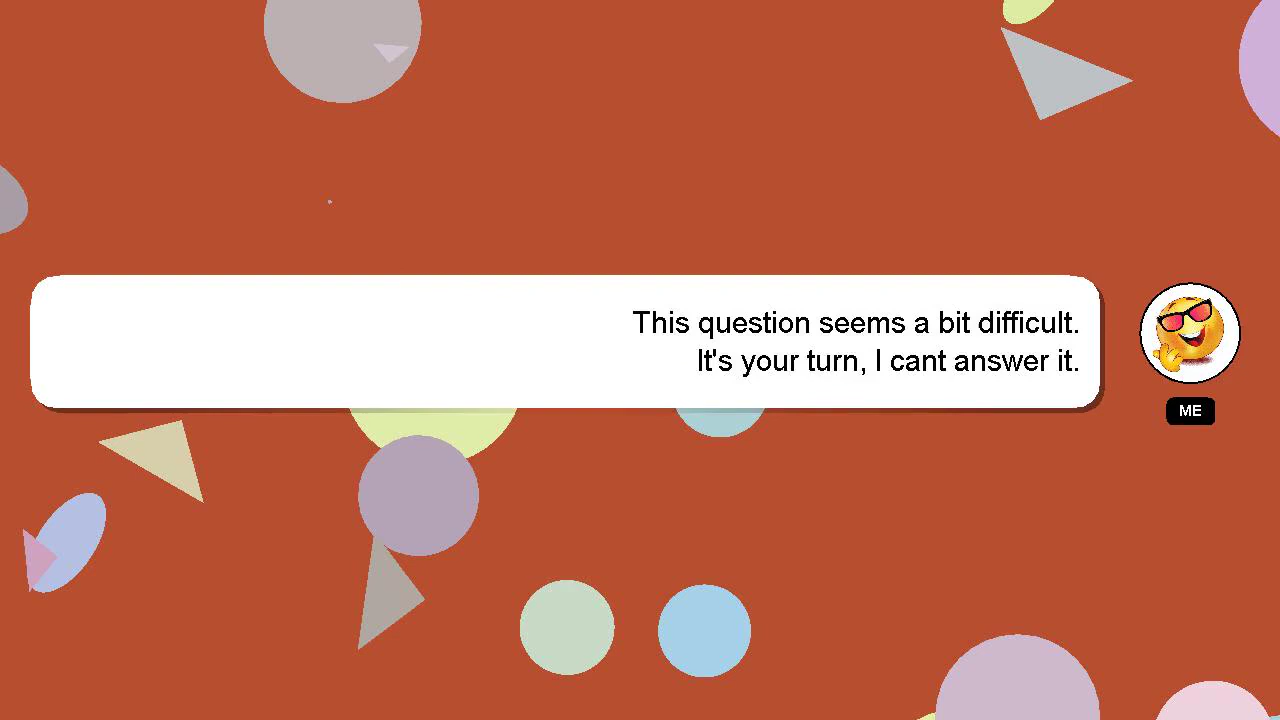 This question seems a bit difficult.
It's your turn, I cant answer it.
ME